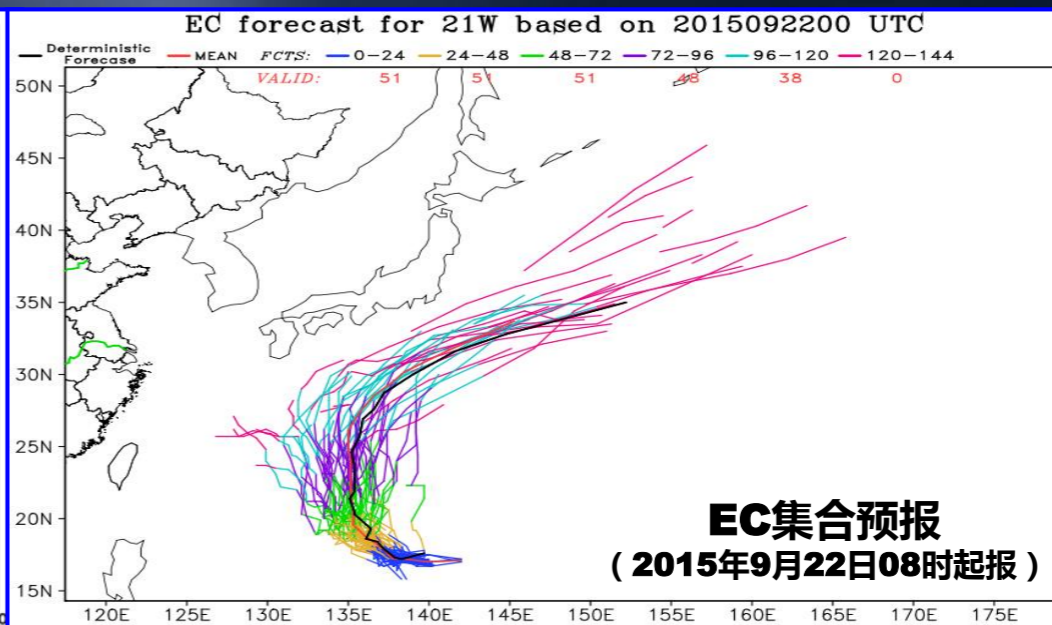 EC forecast for 21W based on 2015092200 UTC
Deterministic Forecase MEAN FCTS: 0-24 24-48 48-72 72-96 96-120 120-144
VALID: 51 51 51 48 38 0
50N
45N
40N
35N
30N
25N
20N
15N
120E 125E 130E 135E 140E 145E 150E 155E 160E 165E 170E 175E
EC集合预报
(2015年9月22日08时起报)